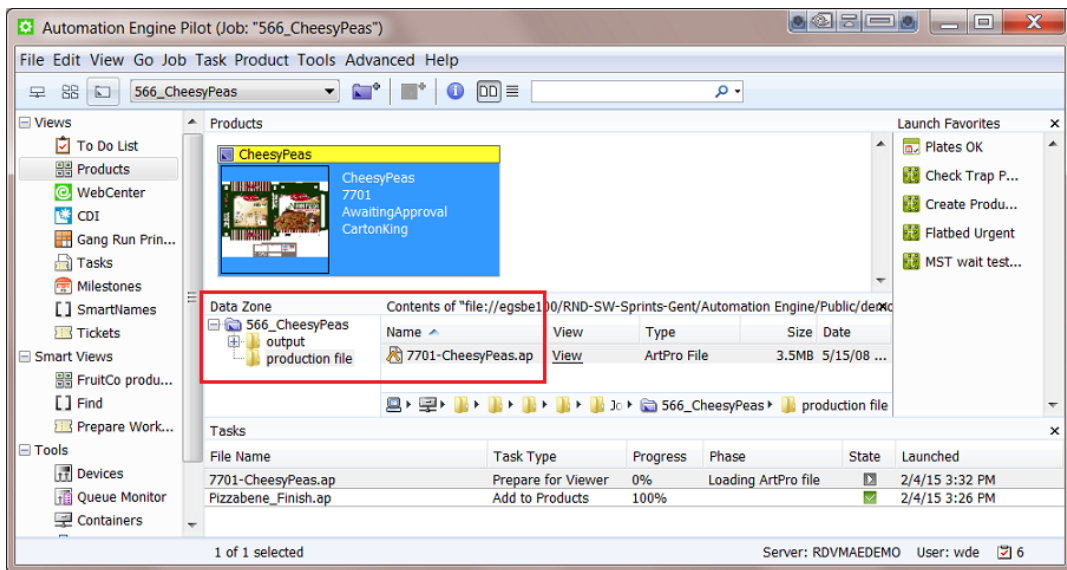 Automation Engine Pilot (Job: "566_CheesyPeas")
File Edit View Go Job Task Product Tools Advanced Help
566_CheesyPeas
Views
To Do List
Products
WebCenter
CDI
Gang Run Prin...
Tasks
Milestones
SmartNames
Tickets
Smart Views
FruitCo produ...
Find
Prepare Work...
Tools
Devices
Queue Monitor
Containers
Products
CheesyPeas
CheesyPeas
7701
AwaitingApproval
CartonKing
Launch Favorites
Plates OK
Check Trap P...
Create Produ...
Flatbed Urgent
MST wait test...
Data Zone
566_CheesyPeas
output
production file
Contents of "file://egsbe100/RND-SW-Sprints-Gent/Automation Engine/Public/demo
Name View Type Size Date
7701-CheesyPeas.ap View ArtPro File 3.5MB 5/15/08 ...
566_CheesyPeas production file
Tasks
File Name Task Type Progress Phase State Launched
7701-CheesyPeas.ap Prepare for Viewer 0% Loading ArtPro file 2/4/15 3:32 PM
Pizzabene_Finish.ap Add to Products 100% 2/4/15 3:26 PM
1 of 1 selected Server: RDVMAEDEMO User: wde 6